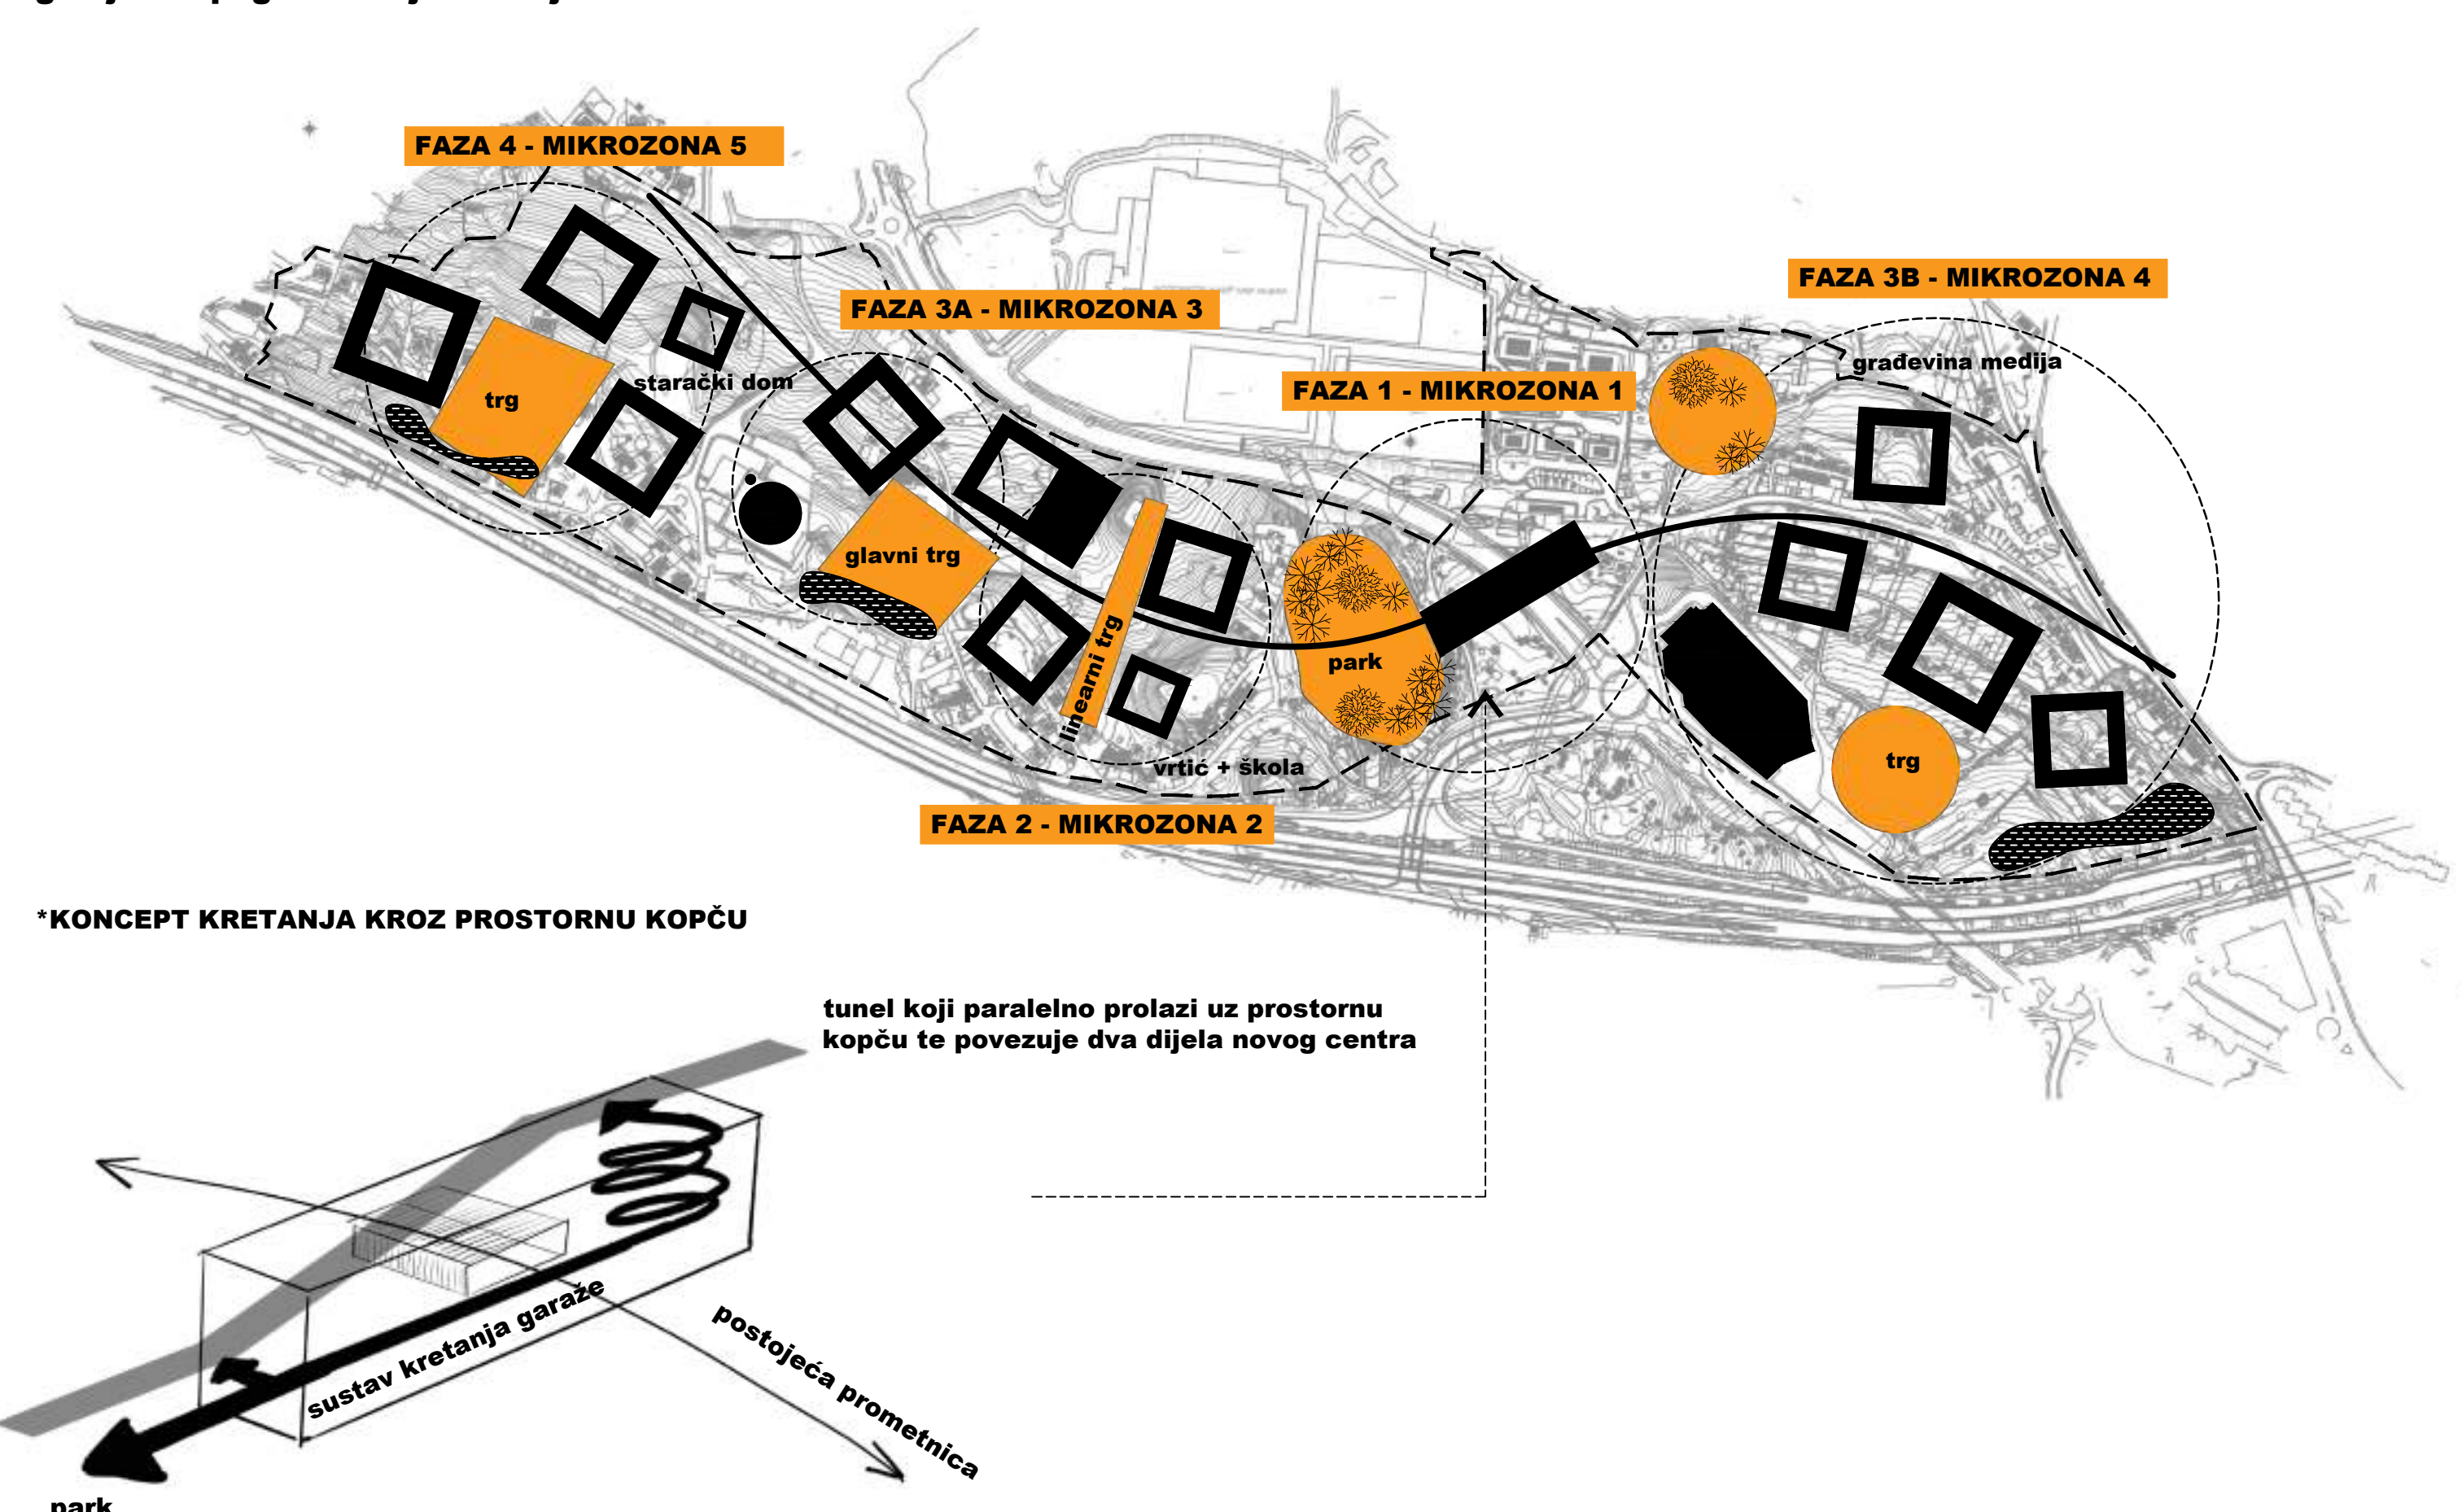 FAZA 4 - MIKROZONA 5
FAZA 3A - MIKROZONA 3
FAZA 3B - MIKROZONA 4
građevina medija
FAZA 1 - MIKROZONA 1
starački dom
trg
glavni trg
linearni trg
park
trg
vrtić + škola
FAZA 2 - MIKROZONA 2
*KONCEPT KRETANJA KROZ PROSTORNU KOPČU
tunel koji paralelno prolazi uz prostornu
kopču te povezuje dva dijela novog centra
sustav kretanja garaže
postojeća prometnica
park